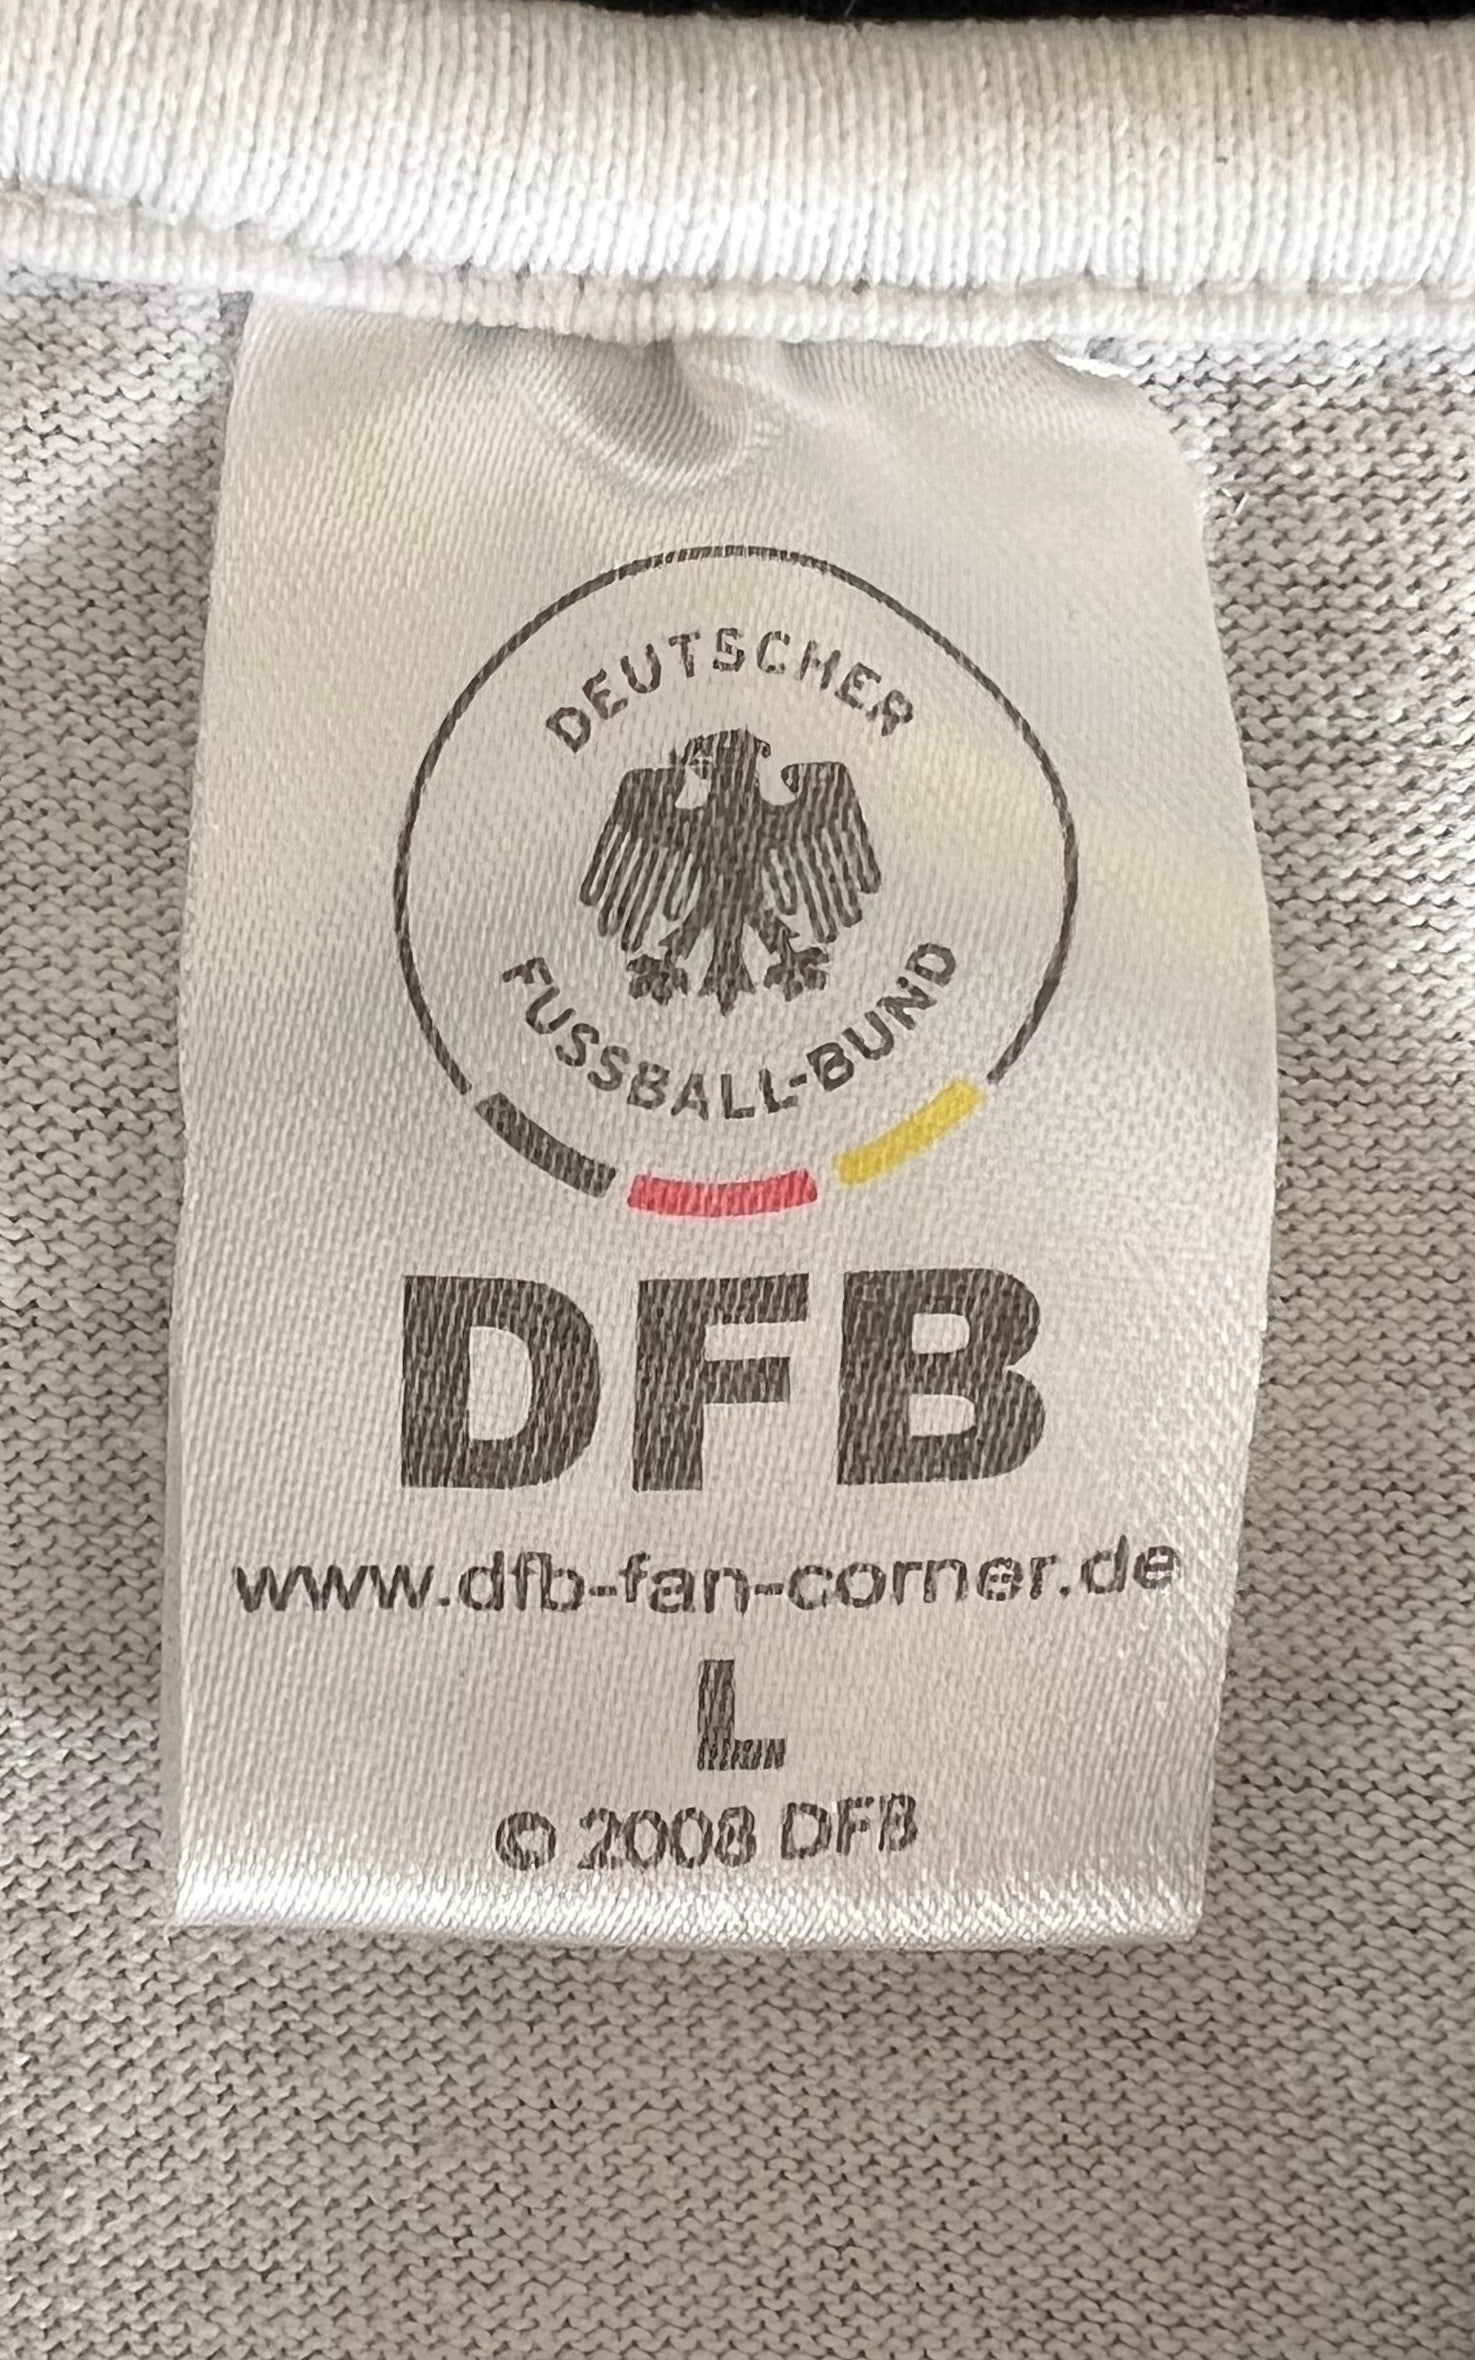 DEUTSCHER
FUSSBALL-BUND
DFB
www.dfb-fan-corner.de
L
© 2008 DFB